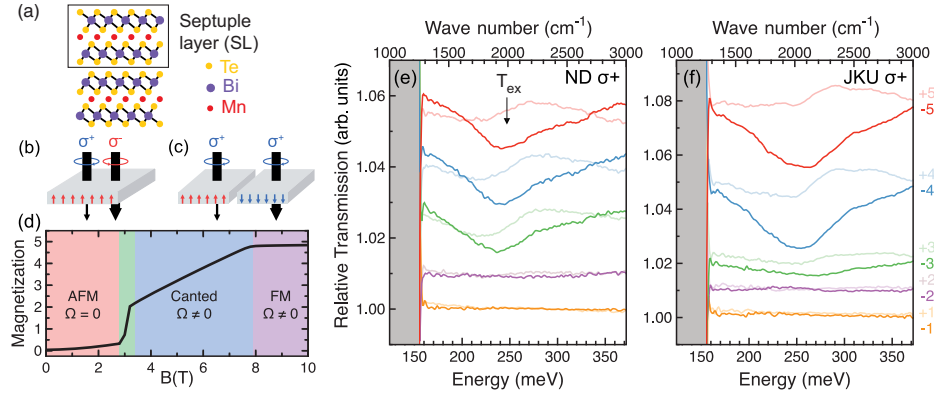 (a)
Septuple
layer (SL)
Te
Bi
Mn
(b)
σ+
σ-
(c)
σ+
σ+
(d)
Magnetization
5
4
3
2
1
0
AFM
Ω = 0
Canted
Ω ≠ 0
FM
Ω ≠ 0
0 2 4 6 8 10
B(T)
Wave number (cm-1)
1000 1500 2000 2500 3000
(e)
ND σ+
Tex
Relative Transmission (arb. units)
1.06
1.04
1.02
1.00
150 200 250 300 350
Energy (meV)
Wave number (cm-1)
1000 1500 2000 2500 3000
(f)
JKU σ+
1.08
1.06
1.04
1.02
1.00
+5
-5
+4
-4
+3
-3
+2
-2
+1
-1
150 200 250 300 350
Energy (meV)